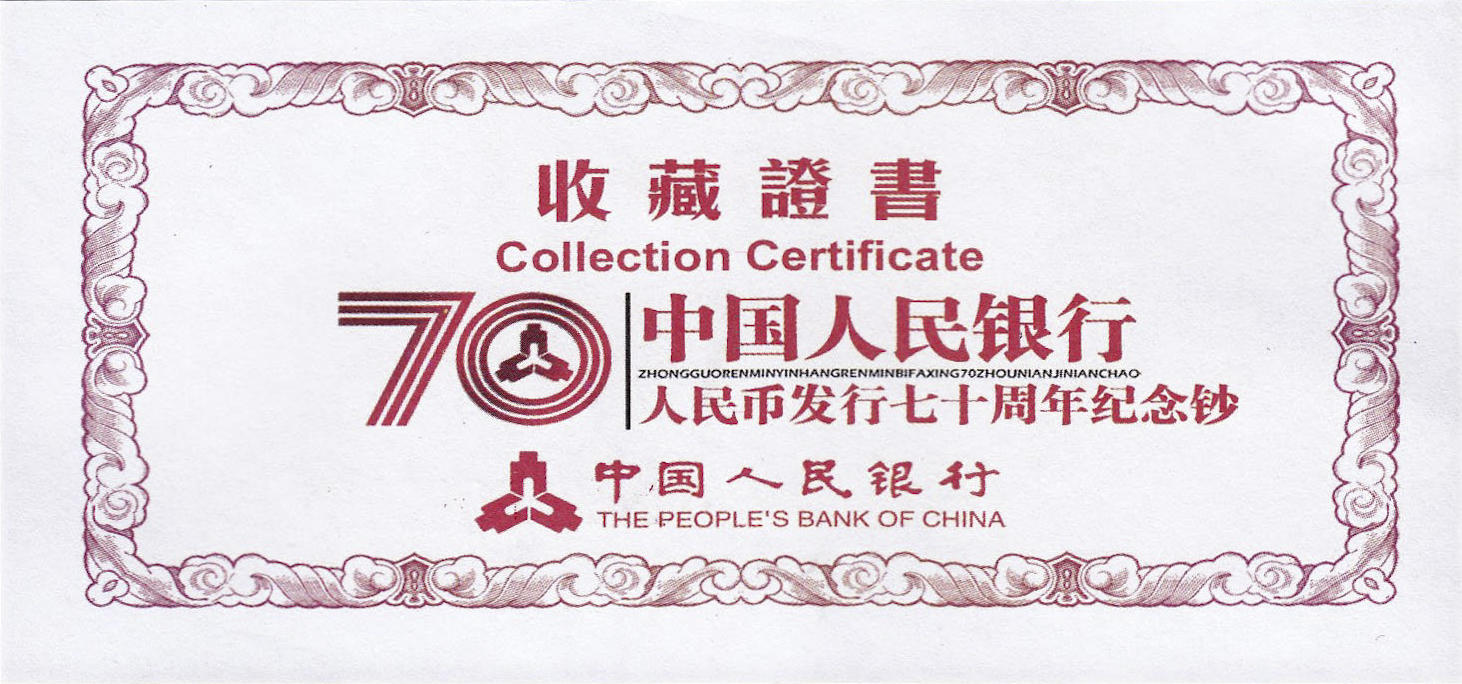 收藏證書
Collection Certificate
70
中国人民银行
ZHONGGUORENMINYINHANGRENMINBIFAXING70ZHOUNIANJINIANCHAO
人民币发行七十周年纪念钞
中国人民银行
THE PEOPLE'S BANK OF CHINA